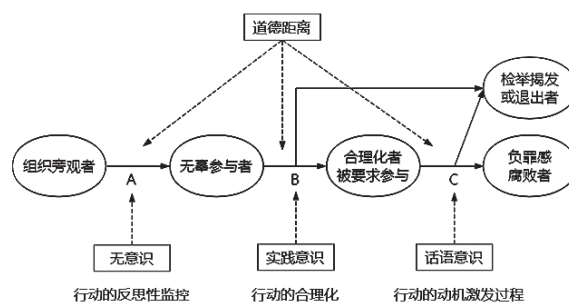 道德距离
检举揭发
或退出者
组织旁观者
A
无辜参与者
B
合理化者
被要求参与
C
负罪感
腐败者
无意识
实践意识
话语意识
行动的反思性监控
行动的合理化
行动的动机激发过程